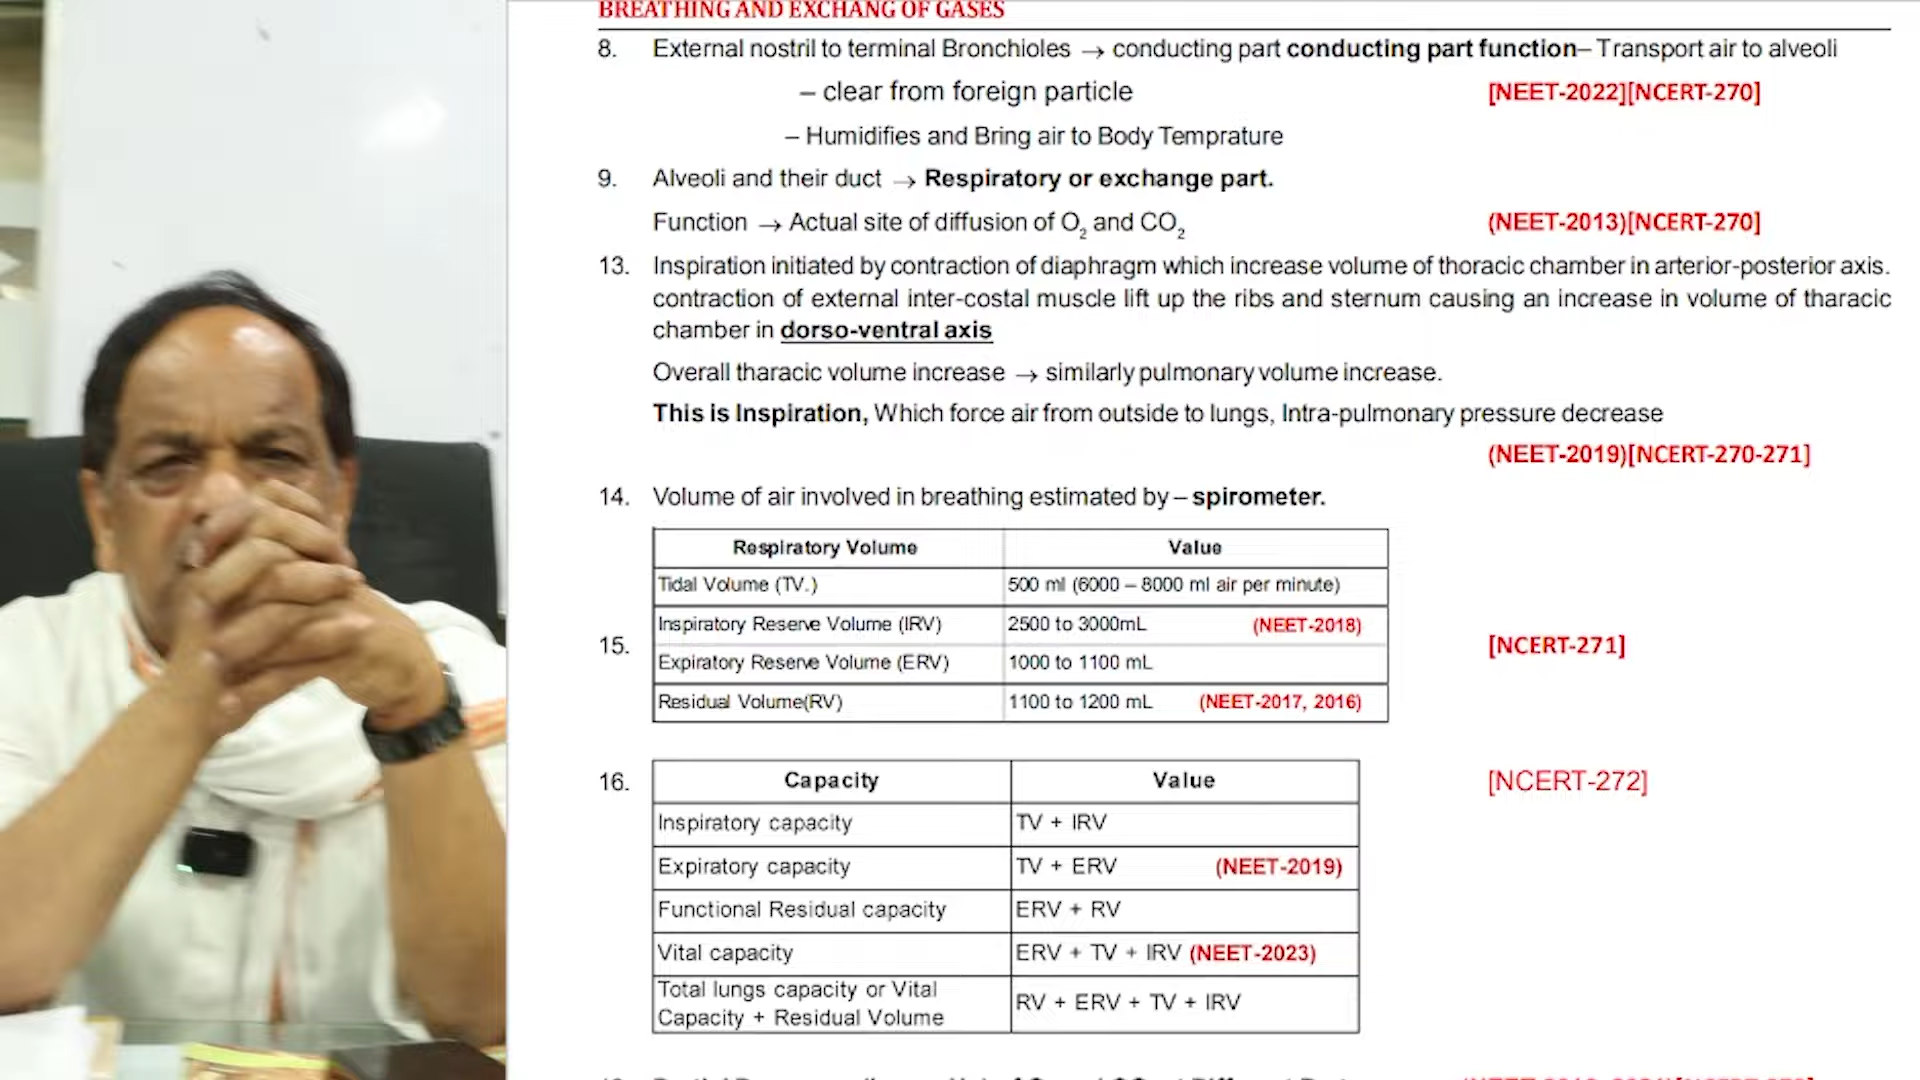 BREATHING AND EXCHANG OF GASES
8. External nostril to terminal Bronchioles → conducting part conducting part function– Transport air to alveoli
– clear from foreign particle [NEET-2022][NCERT-270]
– Humidifies and Bring air to Body Temprature
9. Alveoli and their duct → Respiratory or exchange part.
Function → Actual site of diffusion of O₂ and CO₂ (NEET-2013)[NCERT-270]
13. Inspiration initiated by contraction of diaphragm which increase volume of thoracic chamber in arterior-posterior axis.
contraction of external inter-costal muscle lift up the ribs and sternum causing an increase in volume of tharacic
chamber in dorso-ventral axis
Overall tharacic volume increase → similarly pulmonary volume increase.
This is Inspiration, Which force air from outside to lungs, Intra-pulmonary pressure decrease
(NEET-2019)[NCERT-270-271]
14. Volume of air involved in breathing estimated by – spirometer.
Respiratory Volume Value
Tidal Volume (TV.) 500 ml (6000 – 8000 ml air per minute)
Inspiratory Reserve Volume (IRV) 2500 to 3000mL (NEET-2018)
15. [NCERT-271]
Expiratory Reserve Volume (ERV) 1000 to 1100 mL
Residual Volume(RV) 1100 to 1200 mL (NEET-2017, 2016)
16. Capacity Value [NCERT-272]
Inspiratory capacity TV + IRV
Expiratory capacity TV + ERV (NEET-2019)
Functional Residual capacity ERV + RV
Vital capacity ERV + TV + IRV (NEET-2023)
Total lungs capacity or Vital
Capacity + Residual Volume RV + ERV + TV + IRV